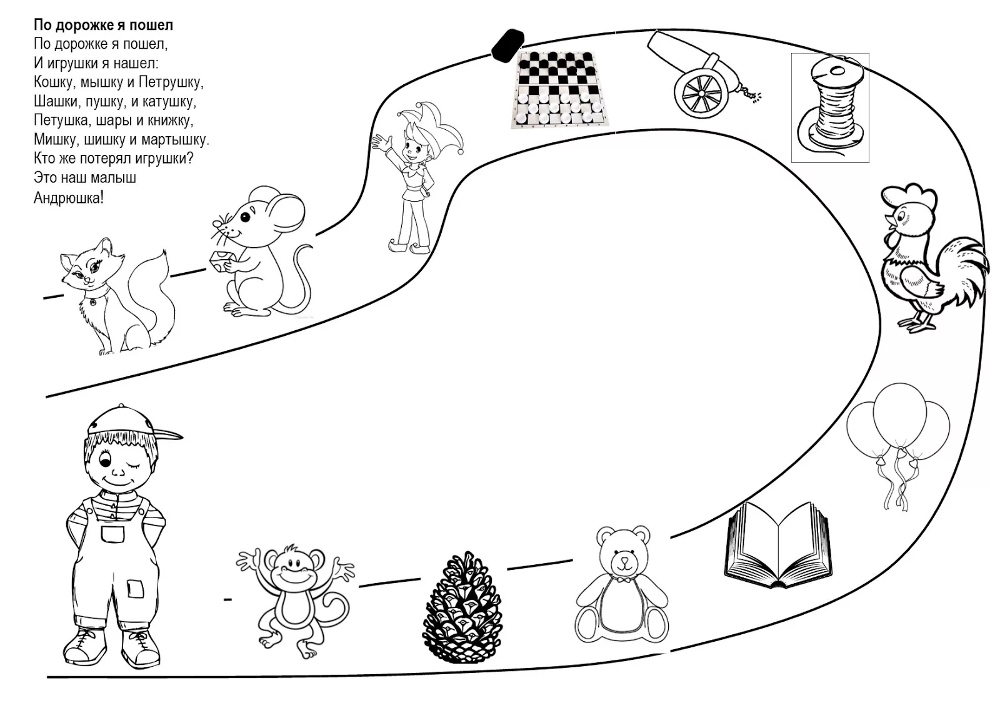 По дорожке я пошел
По дорожке я пошел,
И игрушки я нашел:
Кошку, мышку и Петрушку,
Шашки, пушку, и катушку,
Петушка, шары и книжку,
Мишку, шишку и мартышку.
Кто же потерял игрушки?
Это наш малыш
Андрюшка!